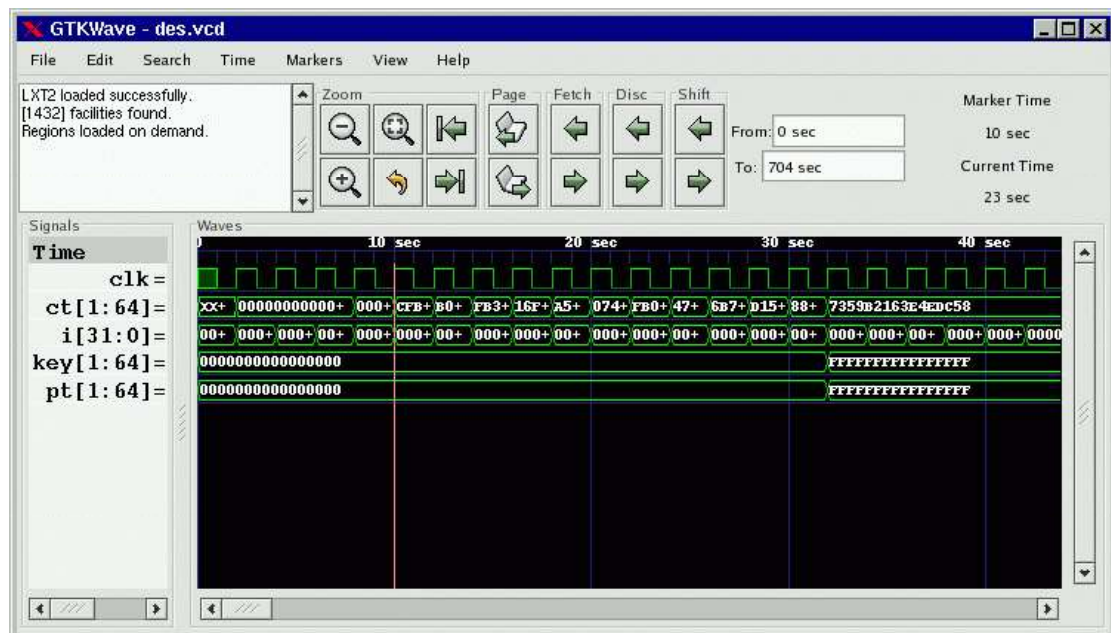 GTKWave - des.vcd
File Edit Search Time Markers View Help
LXT2 loaded successfully.
[1432] facilities found.
Regions loaded on demand.
Zoom Page Fetch Disc Shift
From: 0 sec
To: 704 sec
Marker Time
10 sec
Current Time
23 sec
Signals
Waves
Time
10 sec 20 sec 30 sec 40 sec
clk=
ct[1:64]= XX+ 00000000000+ 000+ CFB+ B0+ FB3+ 16F+ A5+ 074+ FB0+ 47+ 6B7+ D15+ 88+ 7359B2163E4EDC58
i[31:0]= 00+ 000+ 000+ 00+ 000+ 000+ 00+ 000+ 000+ 00+ 000+ 000+ 00+ 000+ 000+ 00+ 000+ 000+ 00+ 000+ 000+ 0000
key[1:64]= 0000000000000000 FFFFFFFFFFFFFFFF
pt[1:64]= 0000000000000000 FFFFFFFFFFFFFFFF